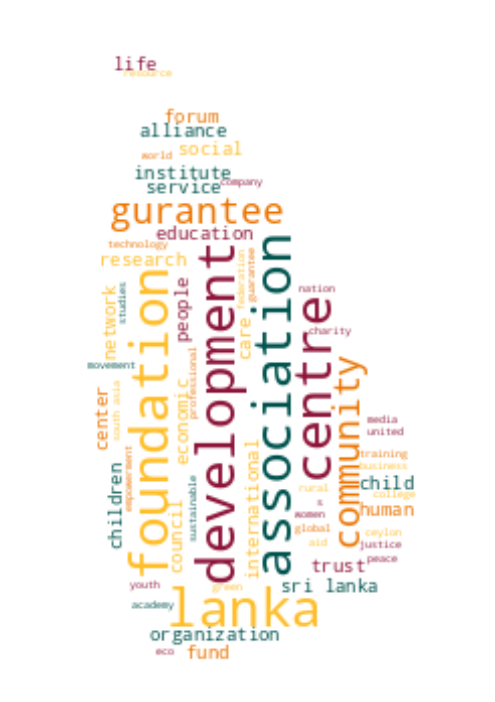 life
resource
forum
alliance
world
social
institute
service
company
gurantee
education
technology
research
federation
guarantee
foundation
development
association
centre
people
studies
network
nation
charity
care
professional
movement
economic
south asia
center
community
empowerment
children
council
sustainable
international
media
united
training
business
child
college
rural
s
human
women
global
ceylon
aid
justice
peace
trust
youth
green
sri lanka
academy
lanka
organization
eco
fund